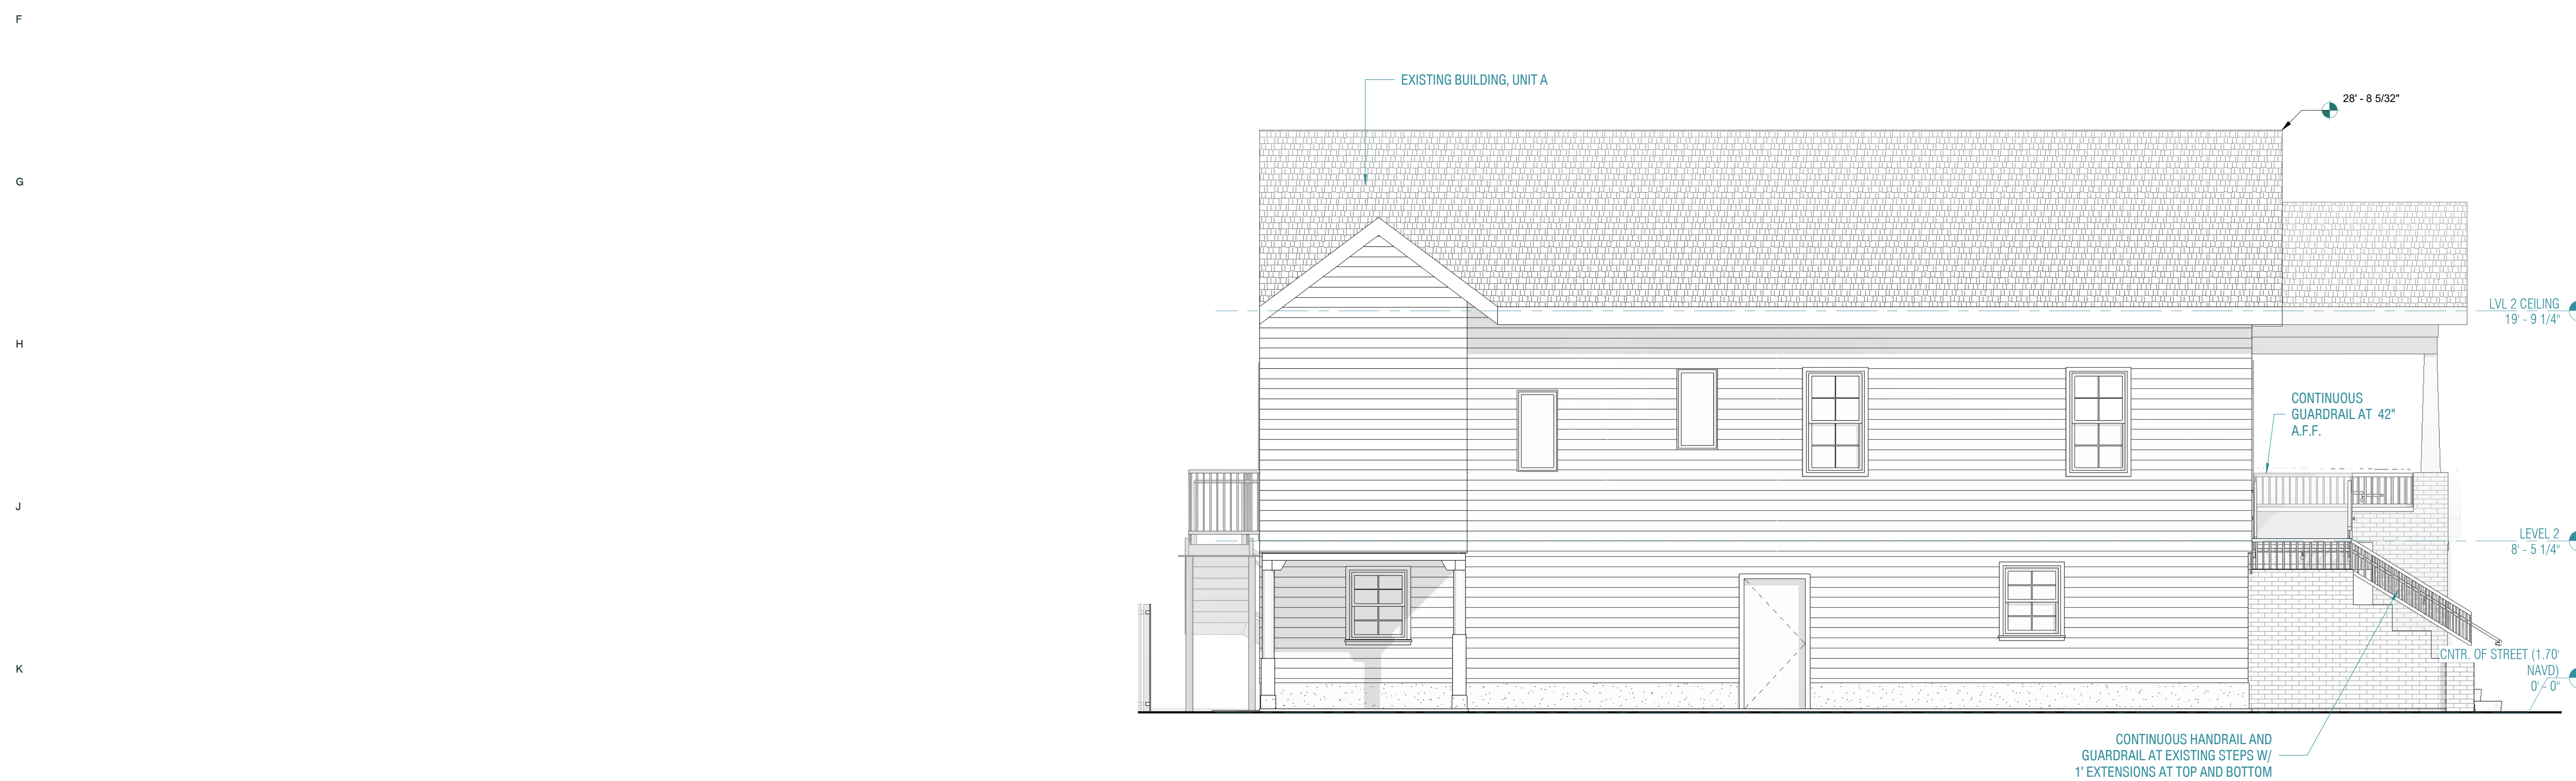 F
EXISTING BUILDING, UNIT A
28' - 8 5/32"
G
LVL 2 CEILING
19' - 9 1/4"
H
CONTINUOUS
GUARDRAIL AT 42"
A.F.F.
J
LEVEL 2
8' - 5 1/4"
CNTR. OF STREET (1.70'
NAVD)
0' - 0"
K
CONTINUOUS HANDRAIL AND
GUARDRAIL AT EXISTING STEPS W/
1' EXTENSIONS AT TOP AND BOTTOM